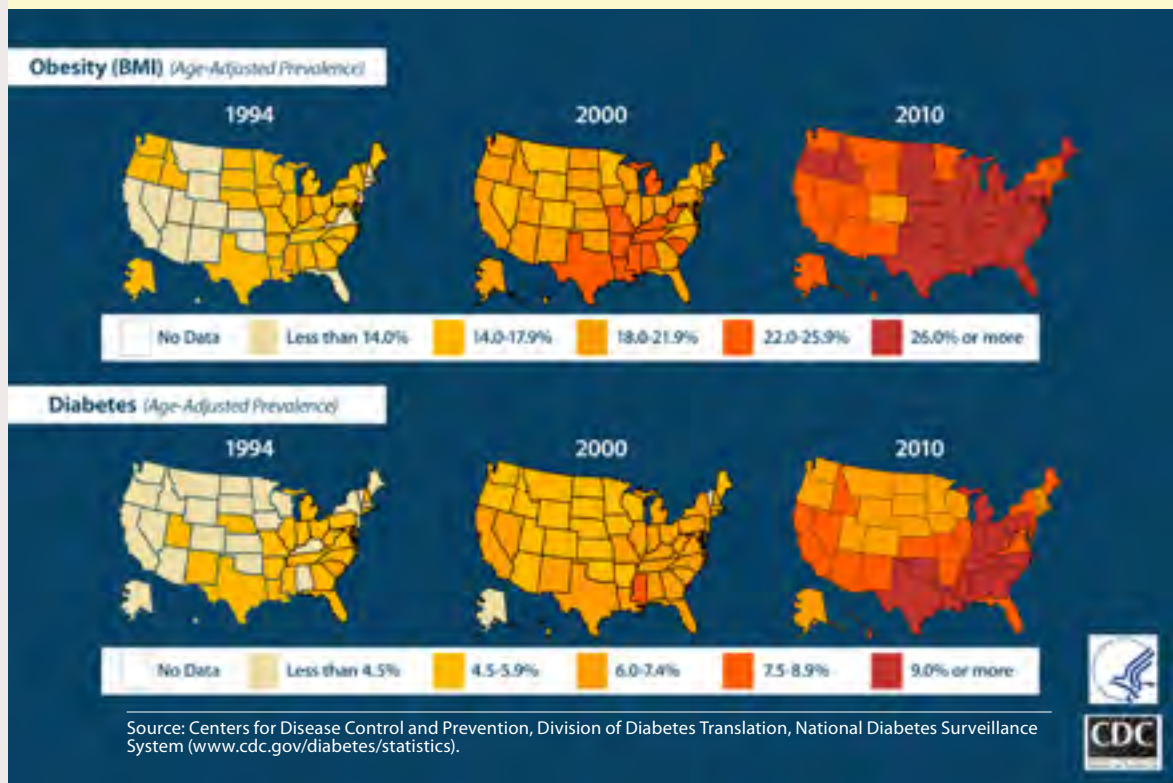 Obesity (BMI) (Age-Adjusted Prevalence)
1994 2000 2010
No Data Less than 14.0% 14.0-17.9% 18.0-21.9% 22.0-25.9% 26.0% or more
Diabetes (Age-Adjusted Prevalence)
1994 2000 2010
No Data Less than 4.5% 4.5-5.9% 6.0-7.4% 7.5-8.9% 9.0% or more
Source: Centers for Disease Control and Prevention, Division of Diabetes Translation, National Diabetes Surveillance
System (www.cdc.gov/diabetes/statistics).
CDC